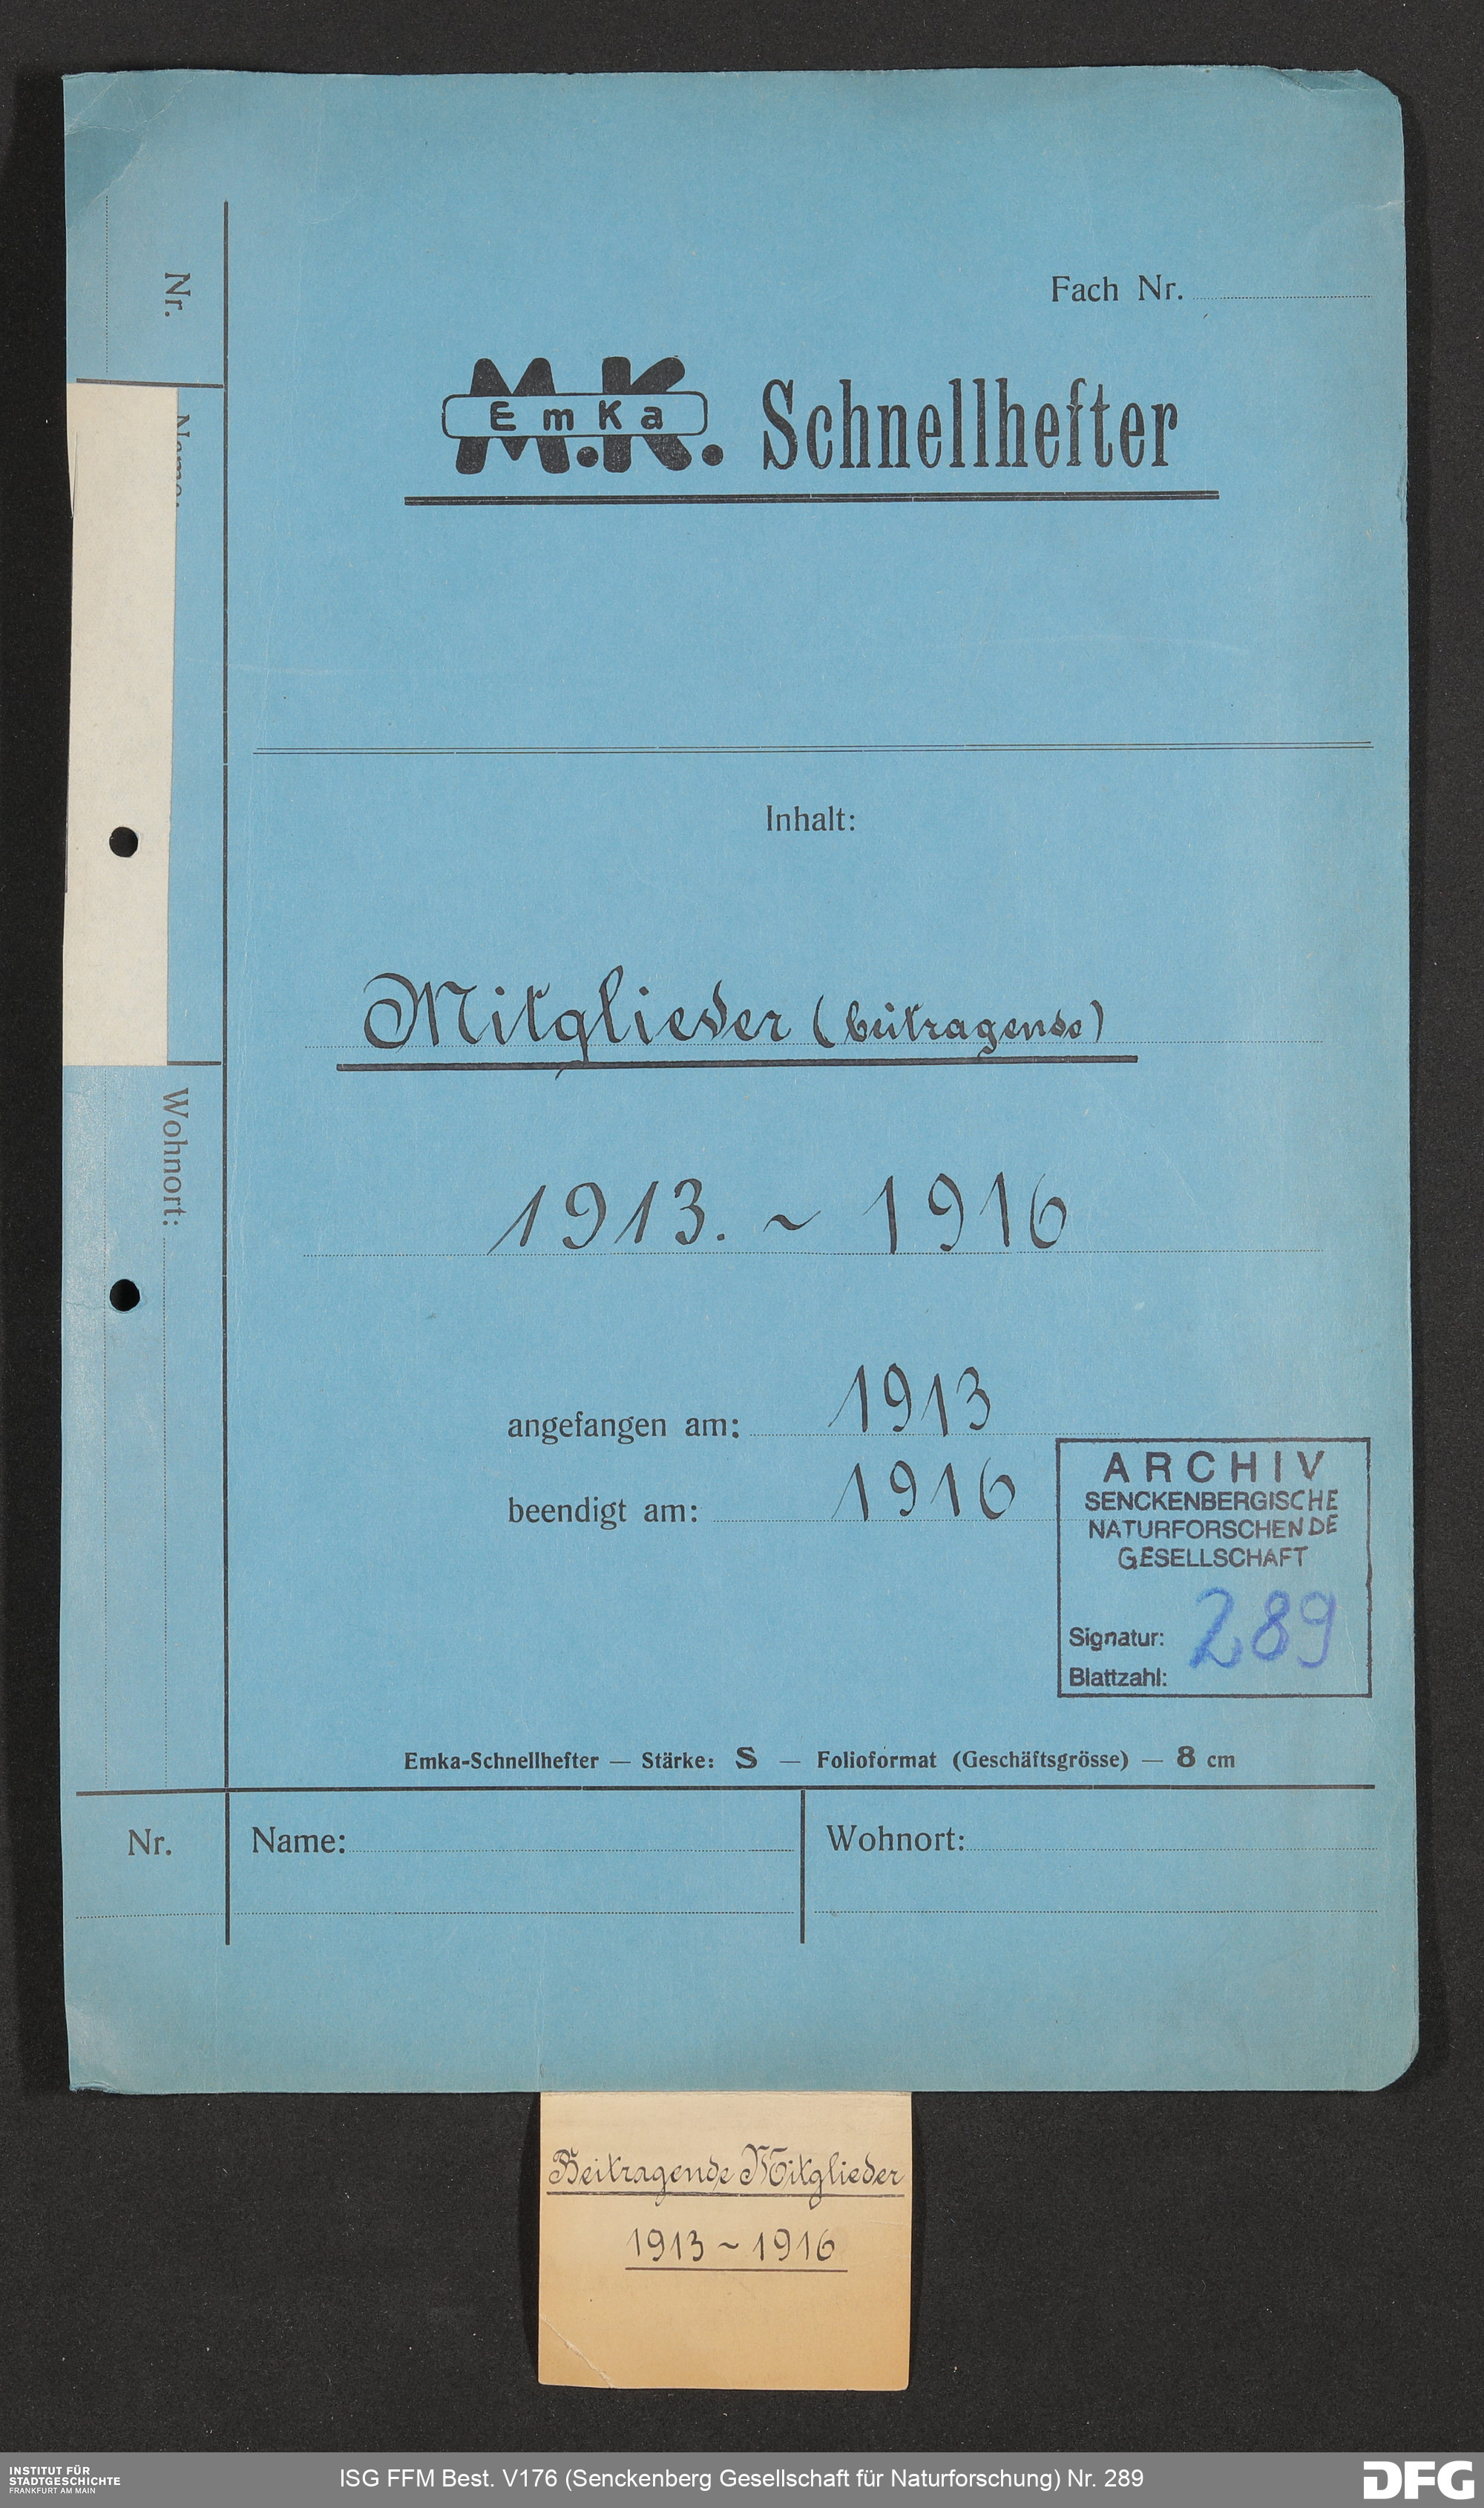 Fach Nr.
M.K.
EmKa
Schnellhefter
Inhalt:
Mitglieder (beitragende)
1913. ~ 1916
angefangen am: 1913
beendigt am: 1916
ARCHIV
SENCKENBERGISCHE
NATURFORSCHENDE
GESELLSCHAFT
Signatur: 289
Blattzahl:
Emka-Schnellhefter — Stärke: S — Folioformat (Geschäftsgrösse) — 8 cm
Nr.
Name:
Wohnort:
Nr.
Name:
Wohnort:
Beitragende Mitglieder
1913 ~ 1916
INSTITUT FÜR
STADTGESCHICHTE
FRANKFURT AM MAIN
ISG FFM Best. V176 (Senckenberg Gesellschaft für Naturforschung) Nr. 289
DFG